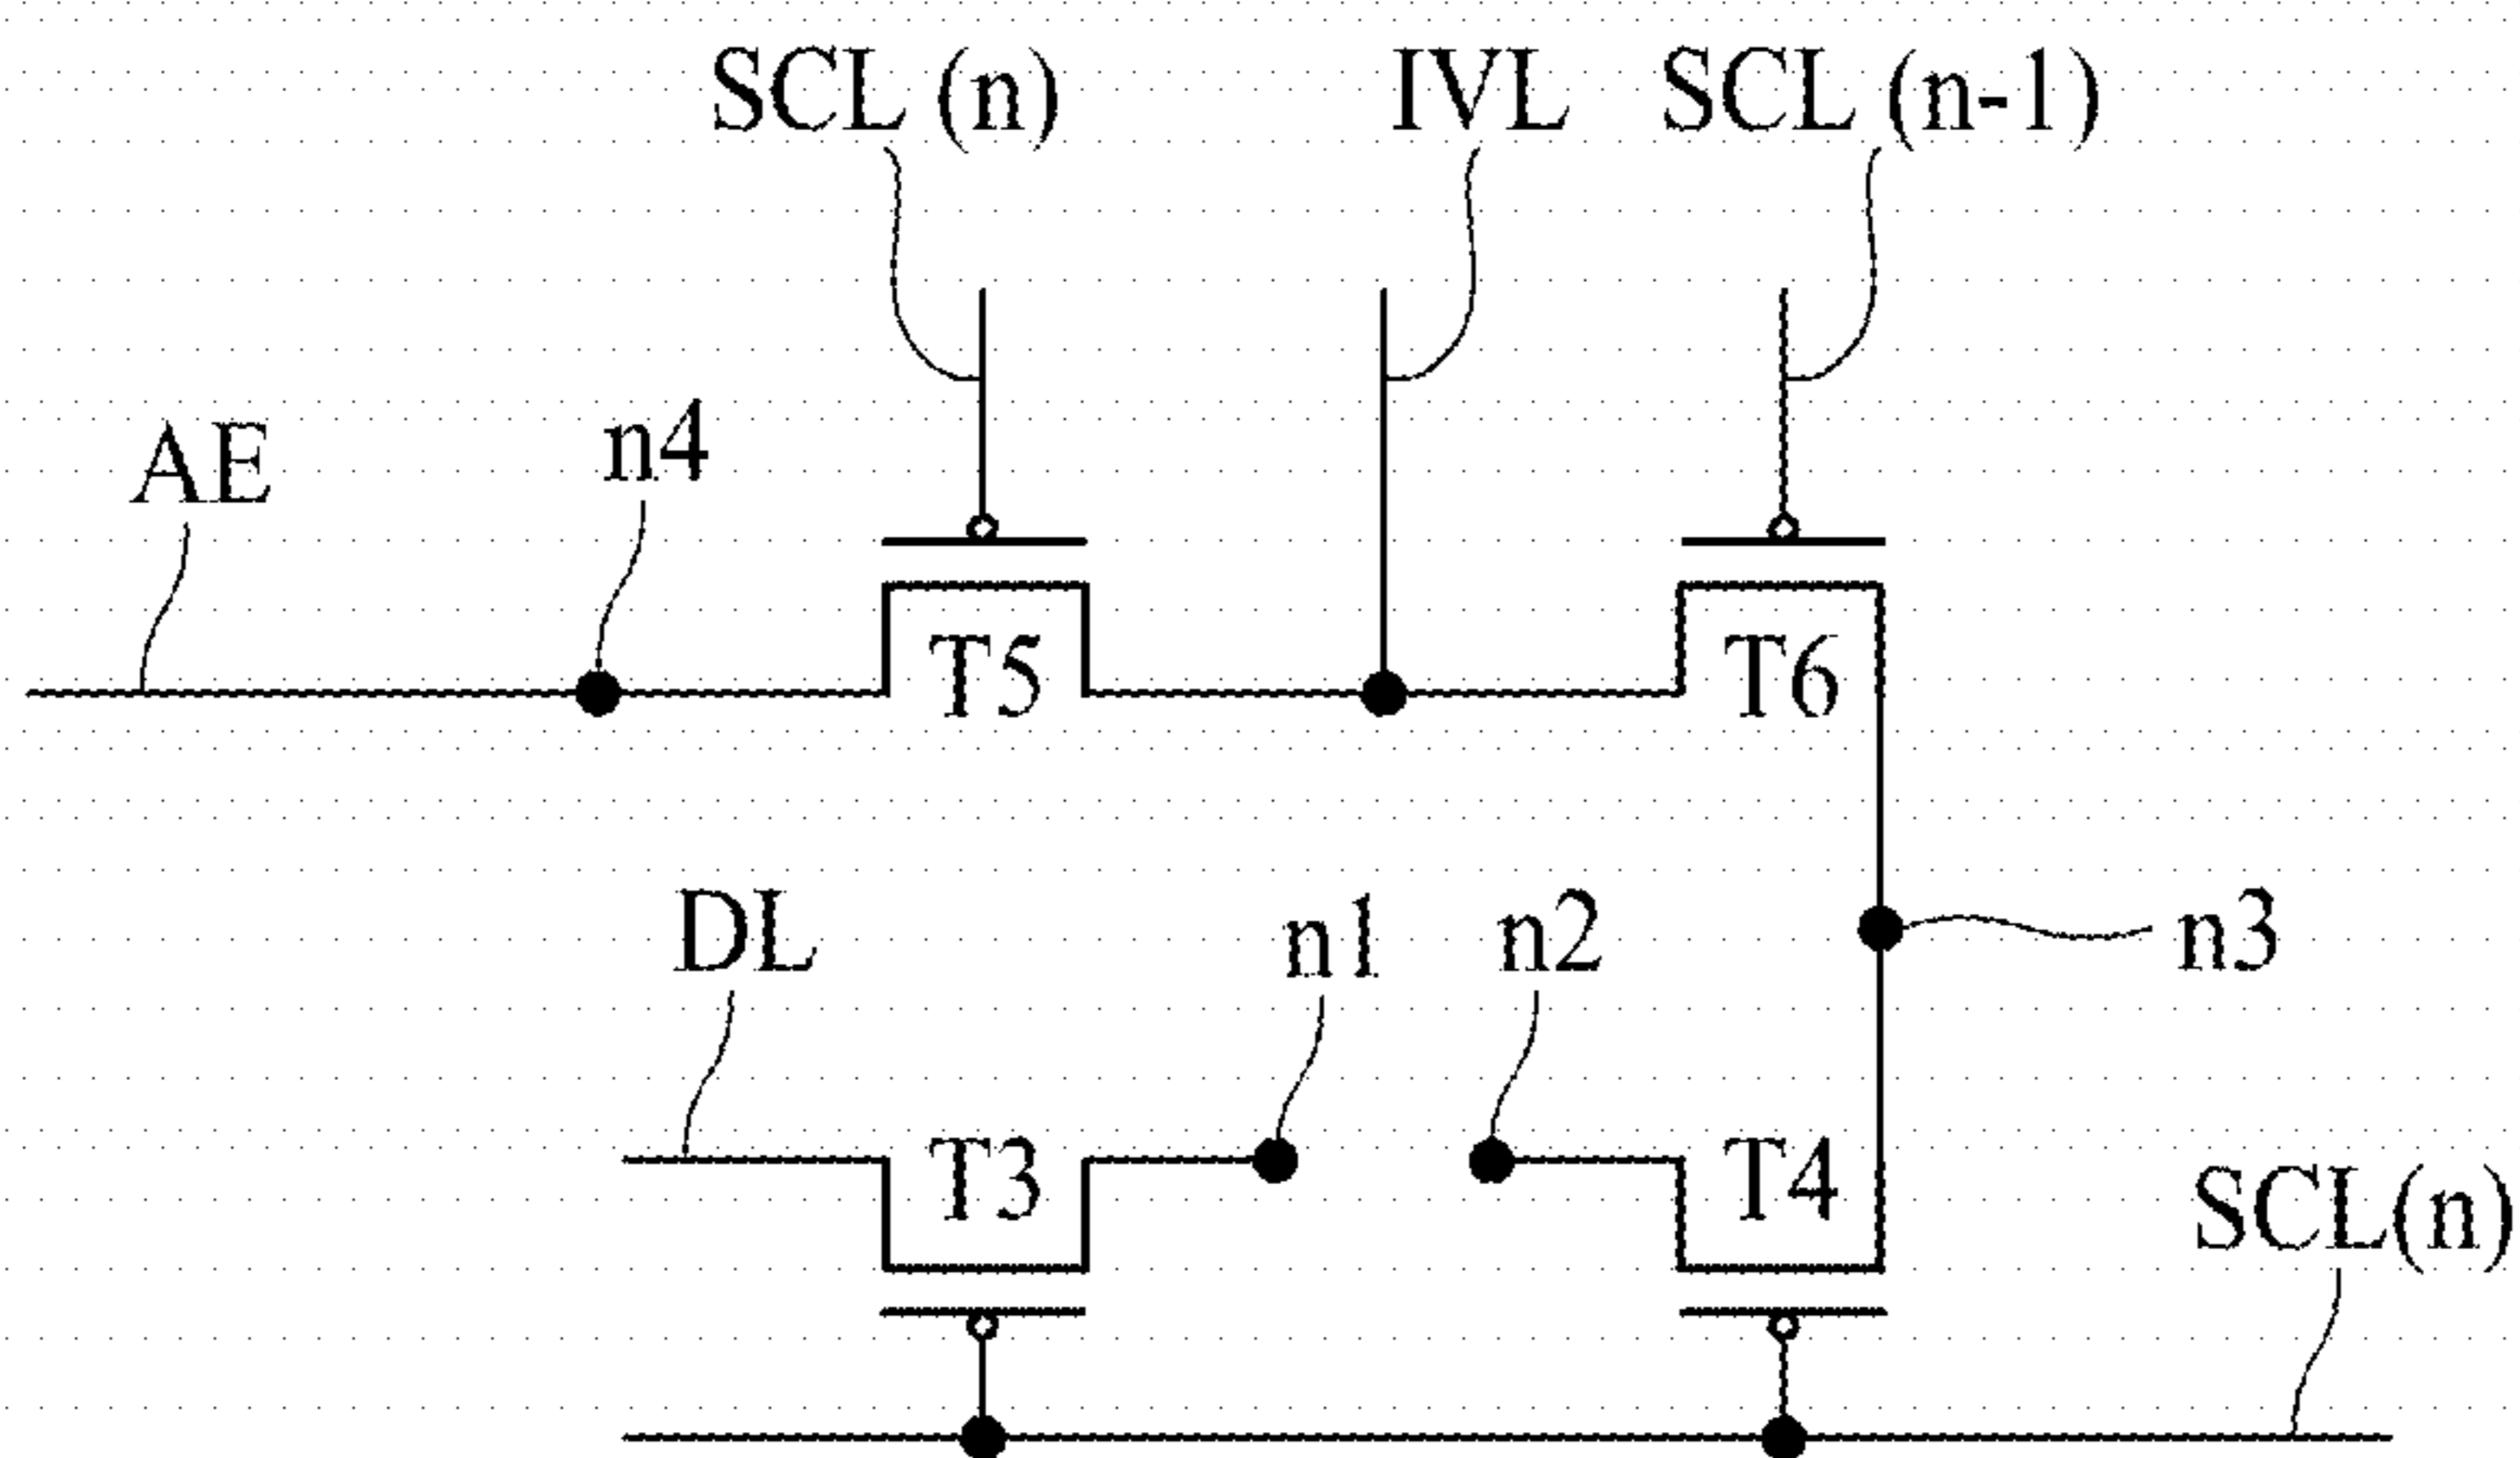 SCL (n) IVL SCL (n-1)
AE n4
T5 T6
DL n1 n2 n3
T3 T4 SCL(n)